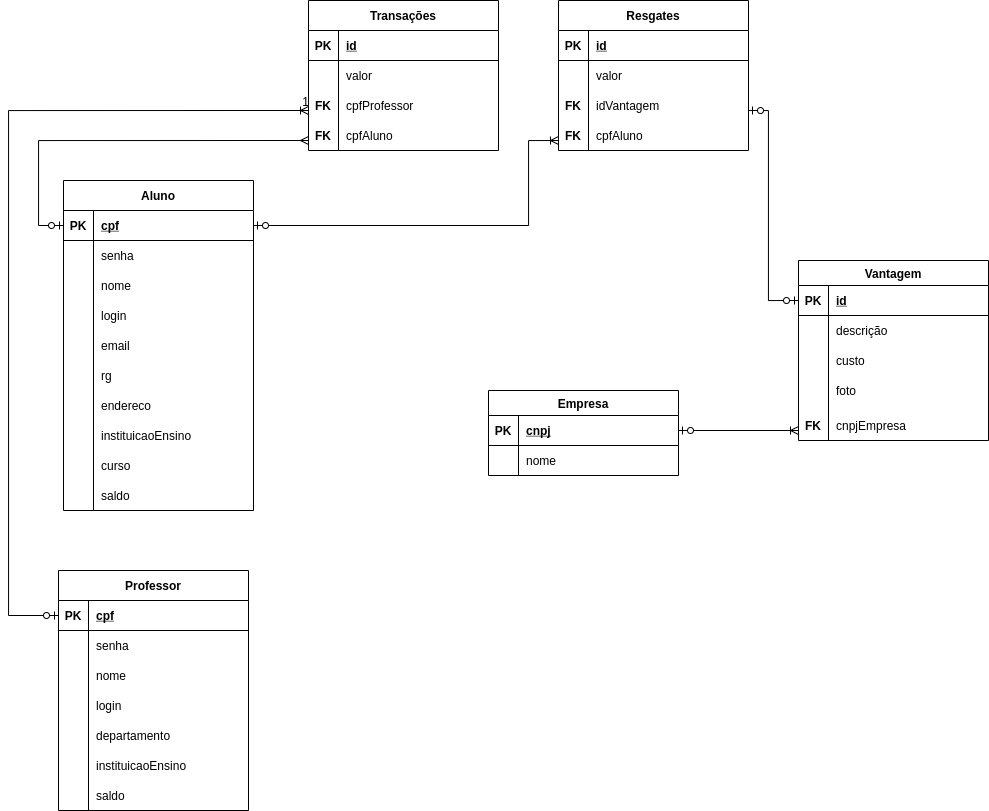 Transações
PK id
valor
1
FK cpfProfessor
FK cpfAluno
Resgates
PK id
valor
FK idVantagem
FK cpfAluno
Aluno
PK cpf
senha
nome
login
email
rg
endereco
instituicaoEnsino
curso
saldo
Vantagem
PK id
descrição
custo
foto
FK cnpjEmpresa
Empresa
PK cnpj
nome
Professor
PK cpf
senha
nome
login
departamento
instituicaoEnsino
saldo